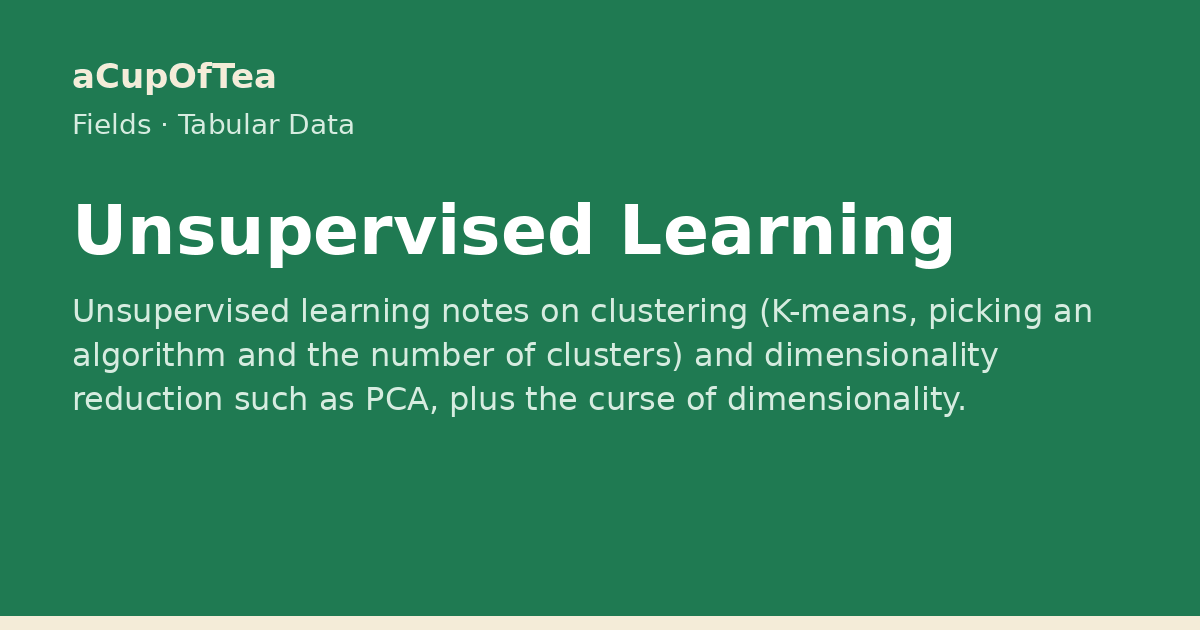 aCupOfTea
Fields · Tabular Data
Unsupervised Learning
Unsupervised learning notes on clustering (K-means, picking an
algorithm and the number of clusters) and dimensionality
reduction such as PCA, plus the curse of dimensionality.